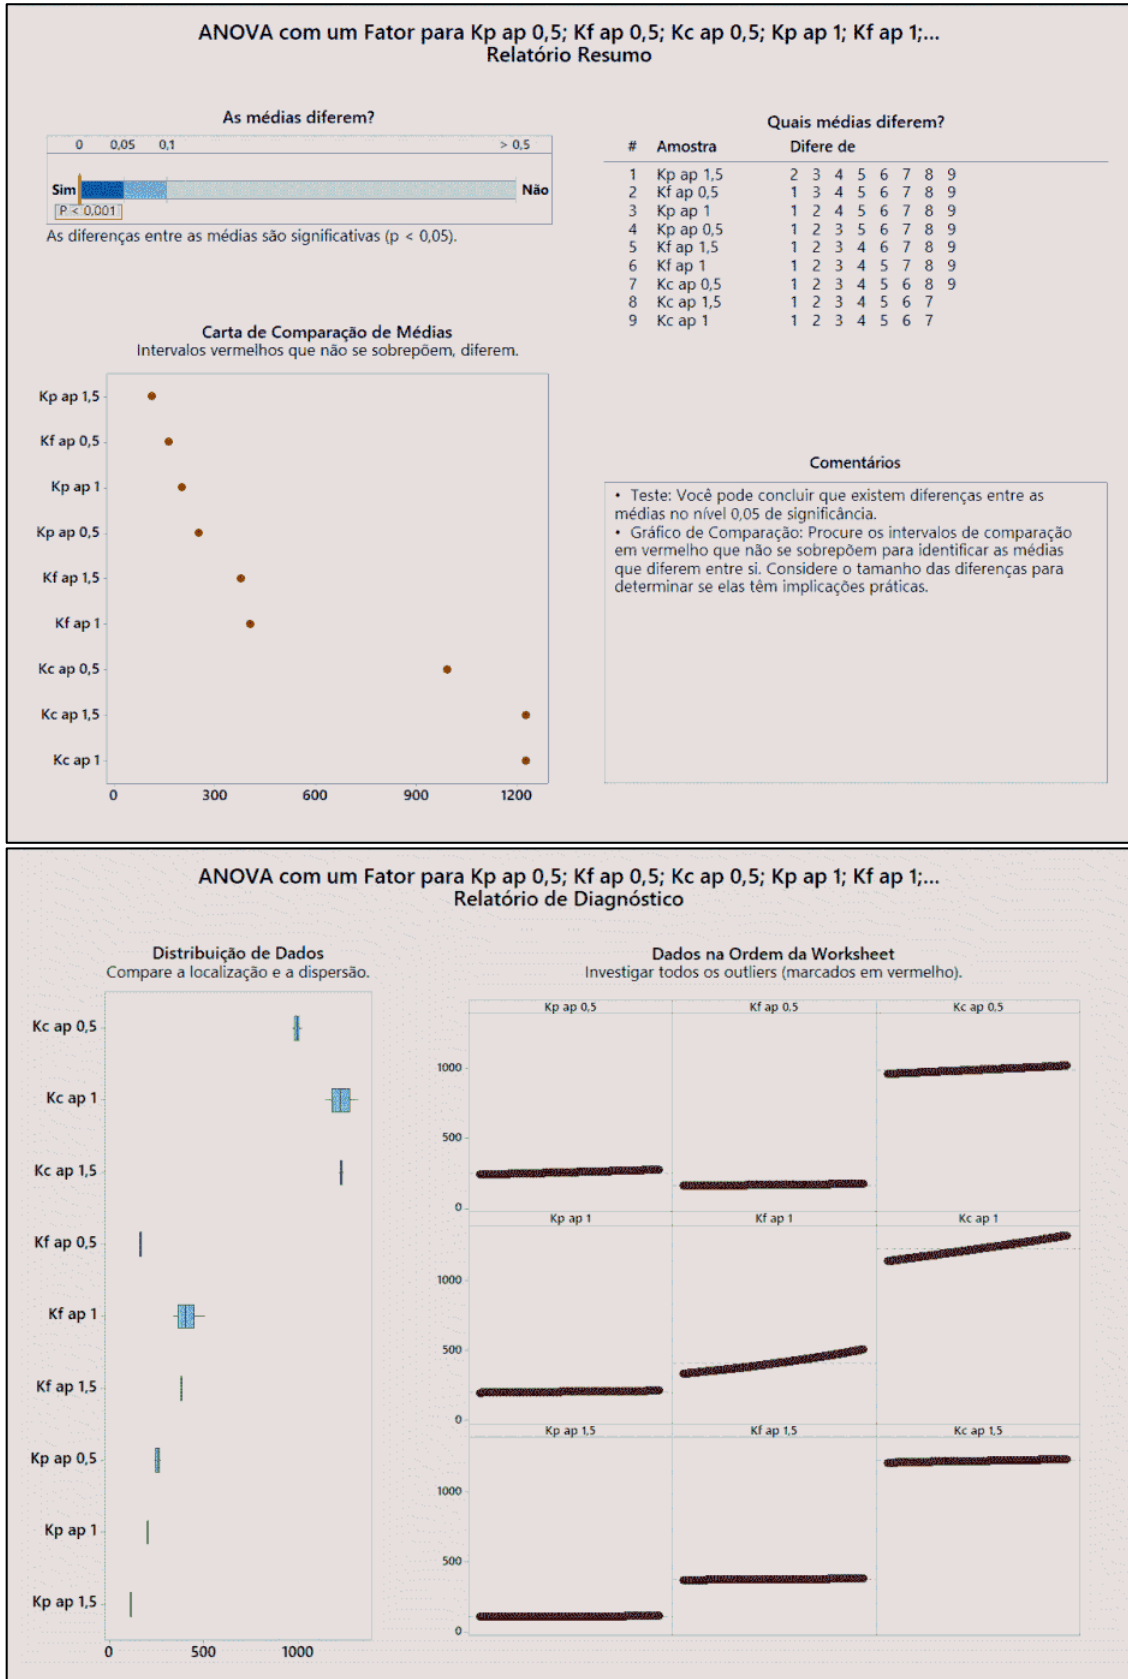 ANOVA com um Fator para Kp ap 0,5; Kf ap 0,5; Kc ap 0,5; Kp ap 1; Kf ap 1;...
Relatório Resumo
As médias diferem?
0 0,05 0,1 > 0,5
Sim Não
P < 0,001
As diferenças entre as médias são significativas (p < 0,05).
Quais médias diferem?
# Amostra Difere de
1 Kp ap 1,5 2 3 4 5 6 7 8 9
2 Kf ap 0,5 1 3 4 5 6 7 8 9
3 Kp ap 1 1 2 4 5 6 7 8 9
4 Kp ap 0,5 1 2 3 5 6 7 8 9
5 Kf ap 1,5 1 2 3 4 6 7 8 9
6 Kf ap 1 1 2 3 4 5 7 8 9
7 Kc ap 0,5 1 2 3 4 5 6 8 9
8 Kc ap 1,5 1 2 3 4 5 6 7
9 Kc ap 1 1 2 3 4 5 6 7
Carta de Comparação de Médias
Intervalos vermelhos que não se sobrepõem, diferem.
Kp ap 1,5
Kf ap 0,5
Kp ap 1
Kp ap 0,5
Kf ap 1,5
Kf ap 1
Kc ap 0,5
Kc ap 1,5
Kc ap 1
0 300 600 900 1200
Comentários
• Teste: Você pode concluir que existem diferenças entre as
médias no nível 0,05 de significância.
• Gráfico de Comparação: Procure os intervalos de comparação
em vermelho que não se sobrepõem para identificar as médias
que diferem entre si. Considere o tamanho das diferenças para
determinar se elas têm implicações práticas.
ANOVA com um Fator para Kp ap 0,5; Kf ap 0,5; Kc ap 0,5; Kp ap 1; Kf ap 1;...
Relatório de Diagnóstico
Distribuição de Dados
Compare a localização e a dispersão.
Kc ap 0,5
Kc ap 1
Kc ap 1,5
Kf ap 0,5
Kf ap 1
Kf ap 1,5
Kp ap 0,5
Kp ap 1
Kp ap 1,5
0 500 1000
Dados na Ordem da Worksheet
Investigar todos os outliers (marcados em vermelho).
Kp ap 0,5 Kf ap 0,5 Kc ap 0,5
1000
500
0
Kp ap 1 Kf ap 1 Kc ap 1
1000
500
0
Kp ap 1,5 Kf ap 1,5 Kc ap 1,5
1000
500
0